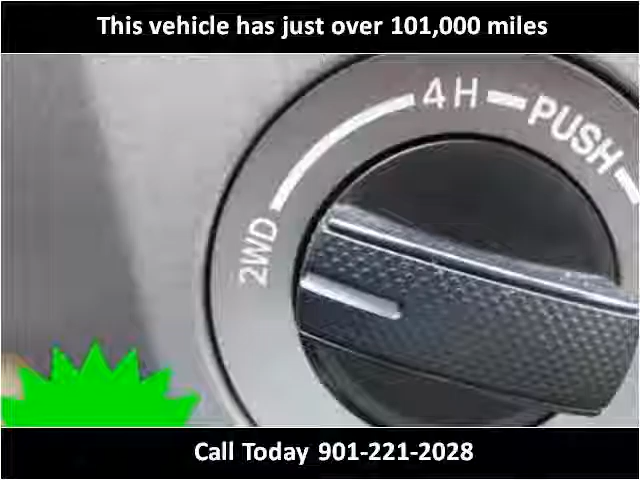 This vehicle has just over 101,000 miles
4H
PUSH
2WD
Call Today 901-221-2028